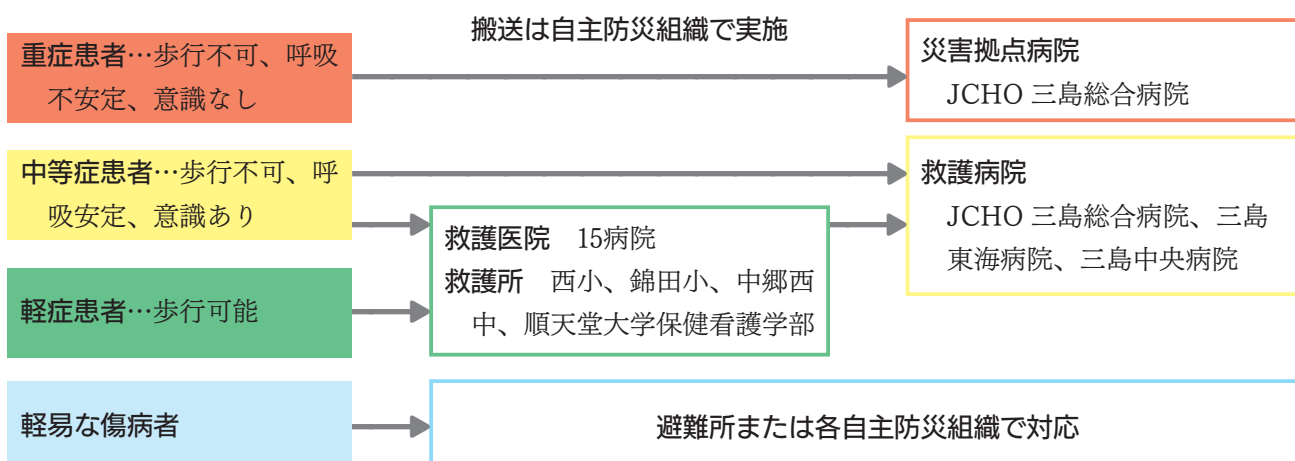 搬送は自主防災組織で実施
重症患者…歩行不可、呼吸
不安定、意識なし
災害拠点病院
JCHO 三島総合病院
中等症患者…歩行不可、呼
吸安定、意識あり
救護病院
JCHO 三島総合病院、三島
東海病院、三島中央病院
救護医院　15病院
救護所　西小、錦田小、中郷西
中、順天堂大学保健看護学部
軽症患者…歩行可能
軽易な傷病者
避難所または各自主防災組織で対応